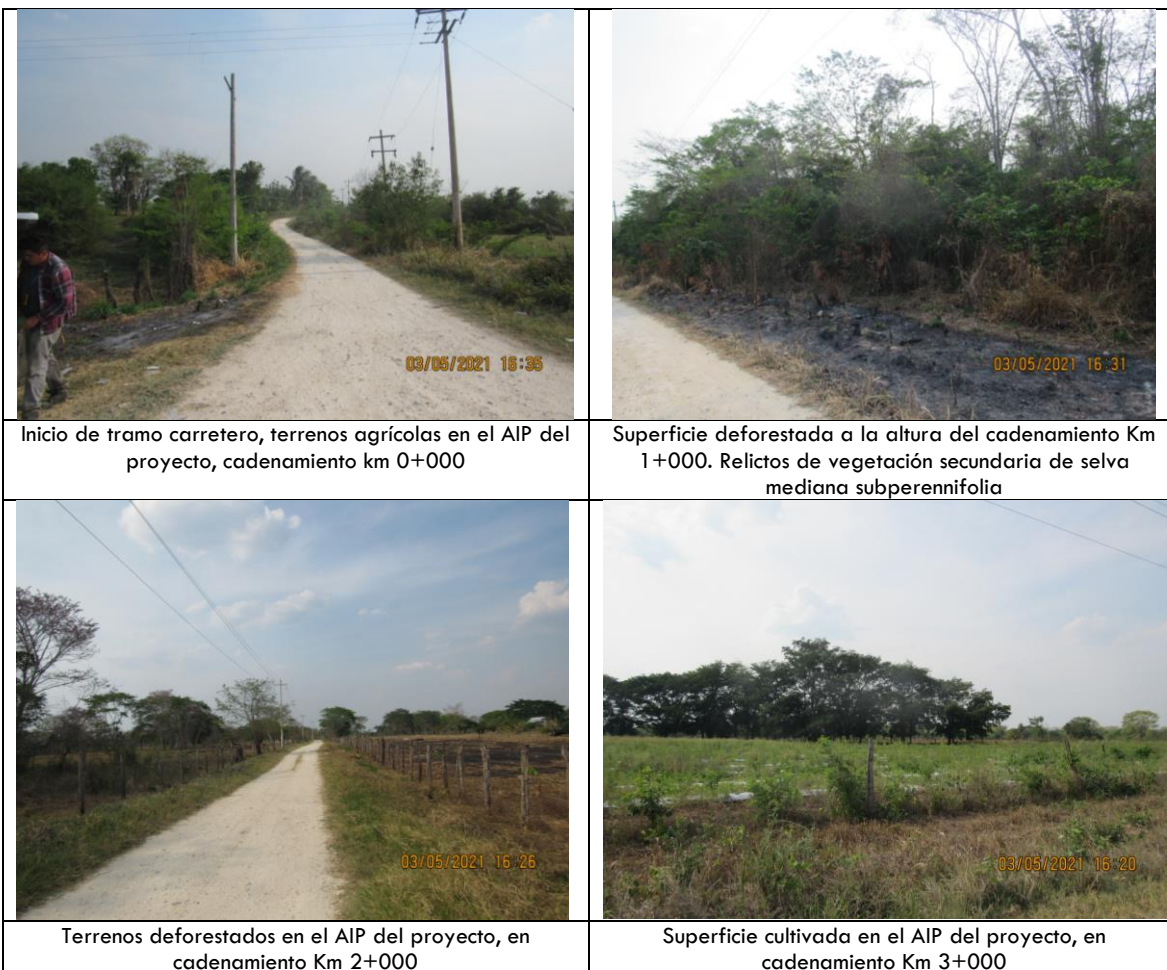 03/05/2021 16:35
03/05/2021 16:31
Inicio de tramo carretero, terrenos agrícolas en el AIP del
proyecto, cadenamiento km 0+000
Superficie deforestada a la altura del cadenamiento Km
1+000. Relictos de vegetación secundaria de selva
mediana subperennifolia
03/05/2021 16:26
03/05/2021 16:20
Terrenos deforestados en el AIP del proyecto, en
cadenamiento Km 2+000
Superficie cultivada en el AIP del proyecto, en
cadenamiento Km 3+000